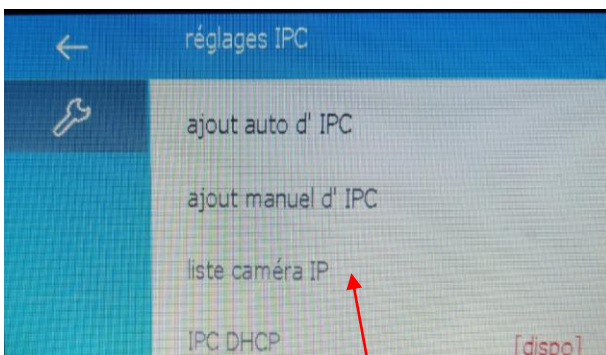 réglages IPC
ajout auto d' IPC
ajout manuel d' IPC
liste caméra IP
IPC DHCP [dispo]